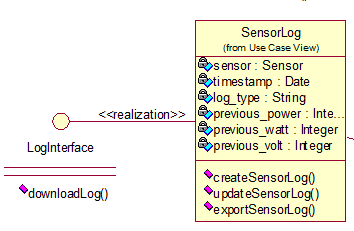 SensorLog
(from Use Case View)
sensor : Sensor
timestamp : Date
log_type : String
previous_power : Inte...
previous_watt : Integer
previous_volt : Integer
createSensorLog()
updateSensorLog()
exportSensorLog()
<<realization>>
LogInterface
downloadLog()